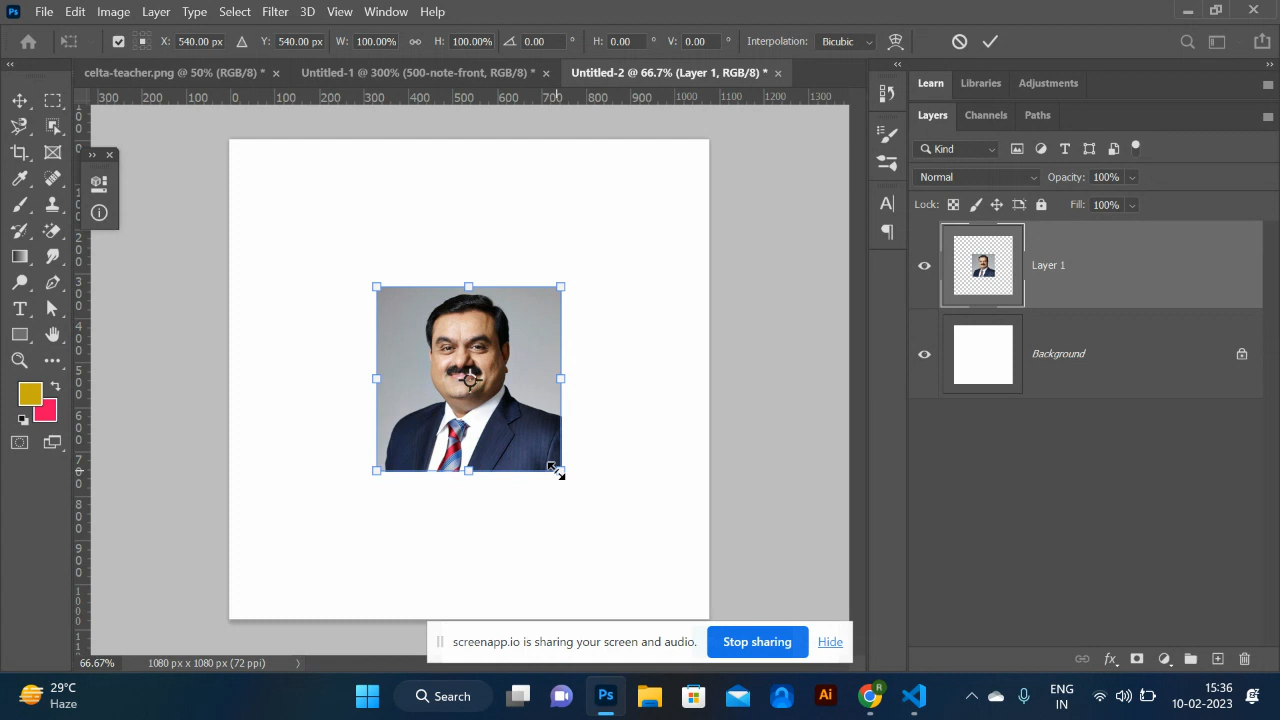 Ps File Edit Image Layer Type Select Filter 3D View Window Help
X: 540.00 px Y: 540.00 px W: 100.00% H: 100.00% 0.00 ° H: 0.00 ° V: 0.00 ° Interpolation: Bicubic
celta-teacher.png @ 50% (RGB/8) * × Untitled-1 @ 300% (500-note-front, RGB/8) * × Untitled-2 @ 66.7% (Layer 1, RGB/8) * ×
300 200 100 0 100 200 300 400 500 600 700 800 900 1000 1100 1200 1300
Learn Libraries Adjustments
Layers Channels Paths
Kind
Normal Opacity: 100%
Lock: Fill: 100%
Layer 1
Background
screenapp.io is sharing your screen and audio. Stop sharing Hide
66.67% 1080 px x 1080 px (72 ppi)
29°C
Haze
Search
Ps
Ai
R
ENG
IN
15:36
10-02-2023